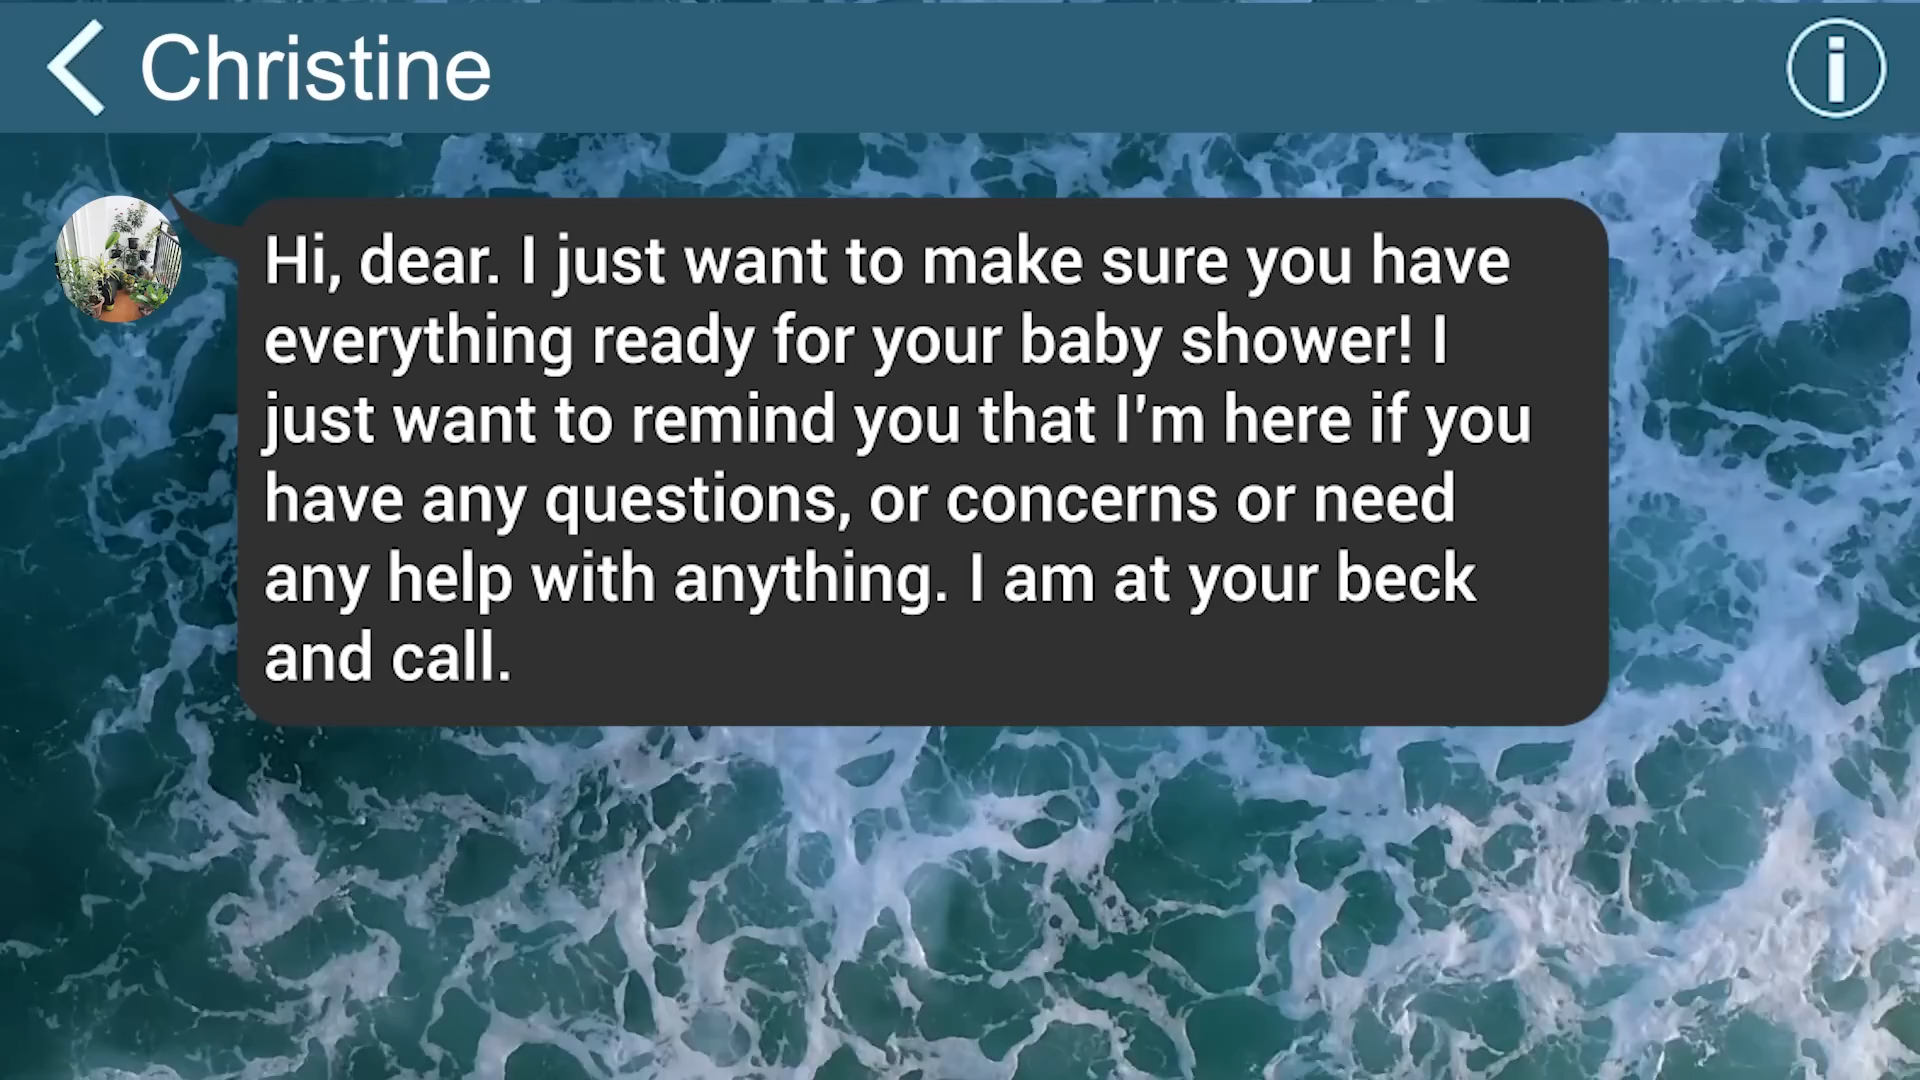 Christine
Hi, dear. I just want to make sure you have
everything ready for your baby shower! I
just want to remind you that I'm here if you
have any questions, or concerns or need
any help with anything. I am at your beck
and call.